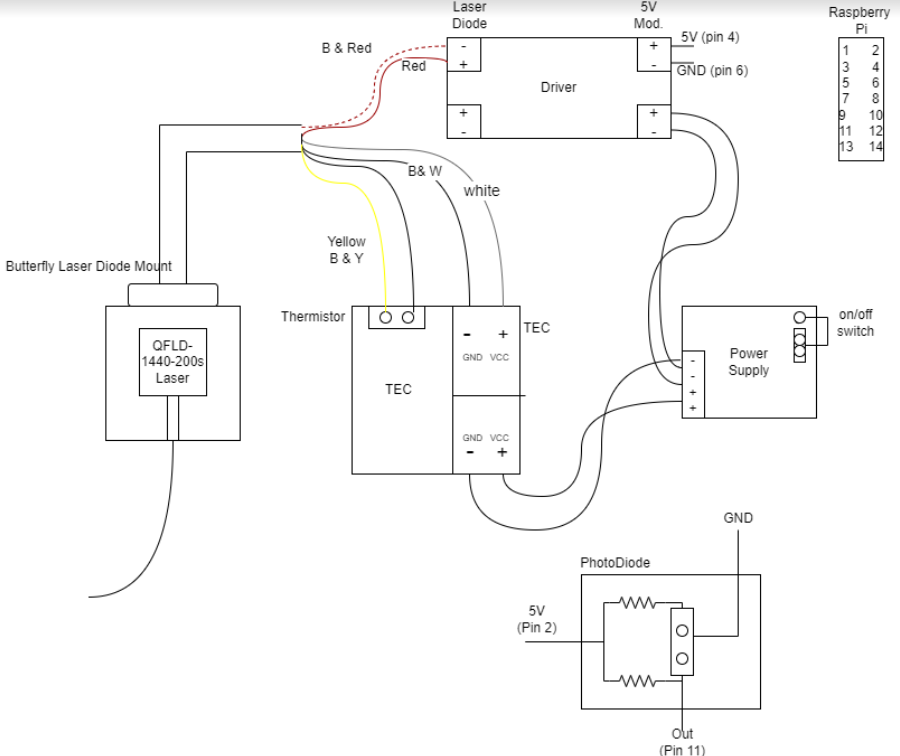 Laser
Diode
5V
Mod.
Raspberry
Pi
B & Red
Red
-
+
Driver
+
-
5V (pin 4)
GND (pin 6)
+
-
+
-
1 2
3 4
5 6
7 8
9 10
11 12
13 14
B& W
white
Yellow
B & Y
Butterfly Laser Diode Mount
QFLD-
1440-200s
Laser
Thermistor
TEC
- +
GND VCC
TEC
GND VCC
- +
Power
Supply
-
-
+
+
on/off
switch
GND
PhotoDiode
5V
(Pin 2)
Out
(Pin 11)